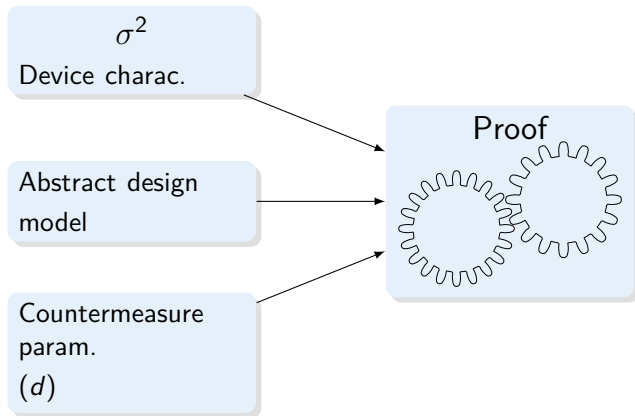 σ²
Device charac.
Abstract design
model
Countermeasure
param.
(d)
Proof